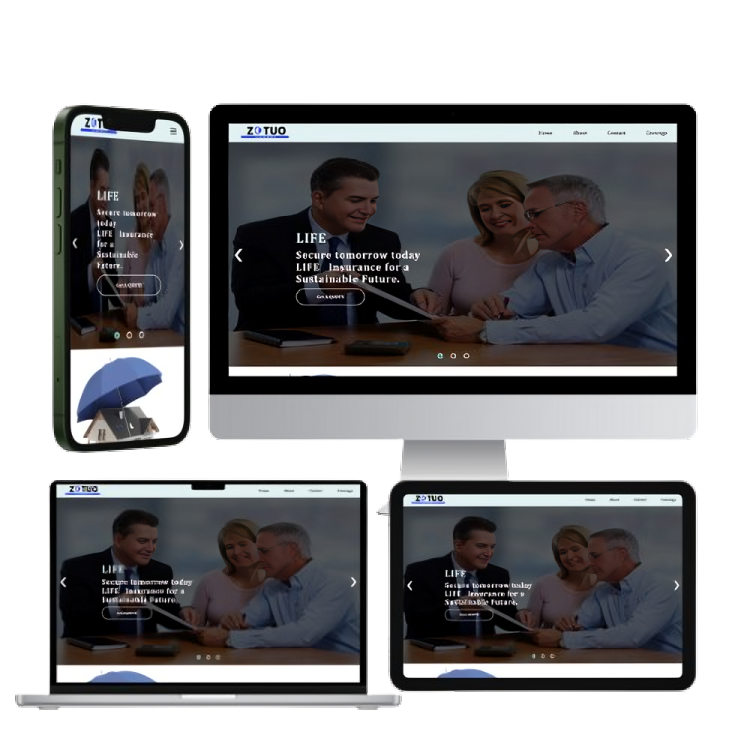 ZOTUO
LIFE
Secure tomorrow
today
LIFE Insurance
for a
Sustainable
Future.
Get A QUOTE
ZOTUO
Home About Contact Coverage
LIFE
Secure tomorrow today
LIFE Insurance for a
Sustainable Future.
Get A QUOTE
ZOTUO
Home About Contact Coverage
LIFE
Secure tomorrow today
LIFE Insurance for a
Sustainable Future.
ZOTUO
Home About Contact Coverage
LIFE
Secure tomorrow today
LIFE Insurance for a
Sustainable Future.